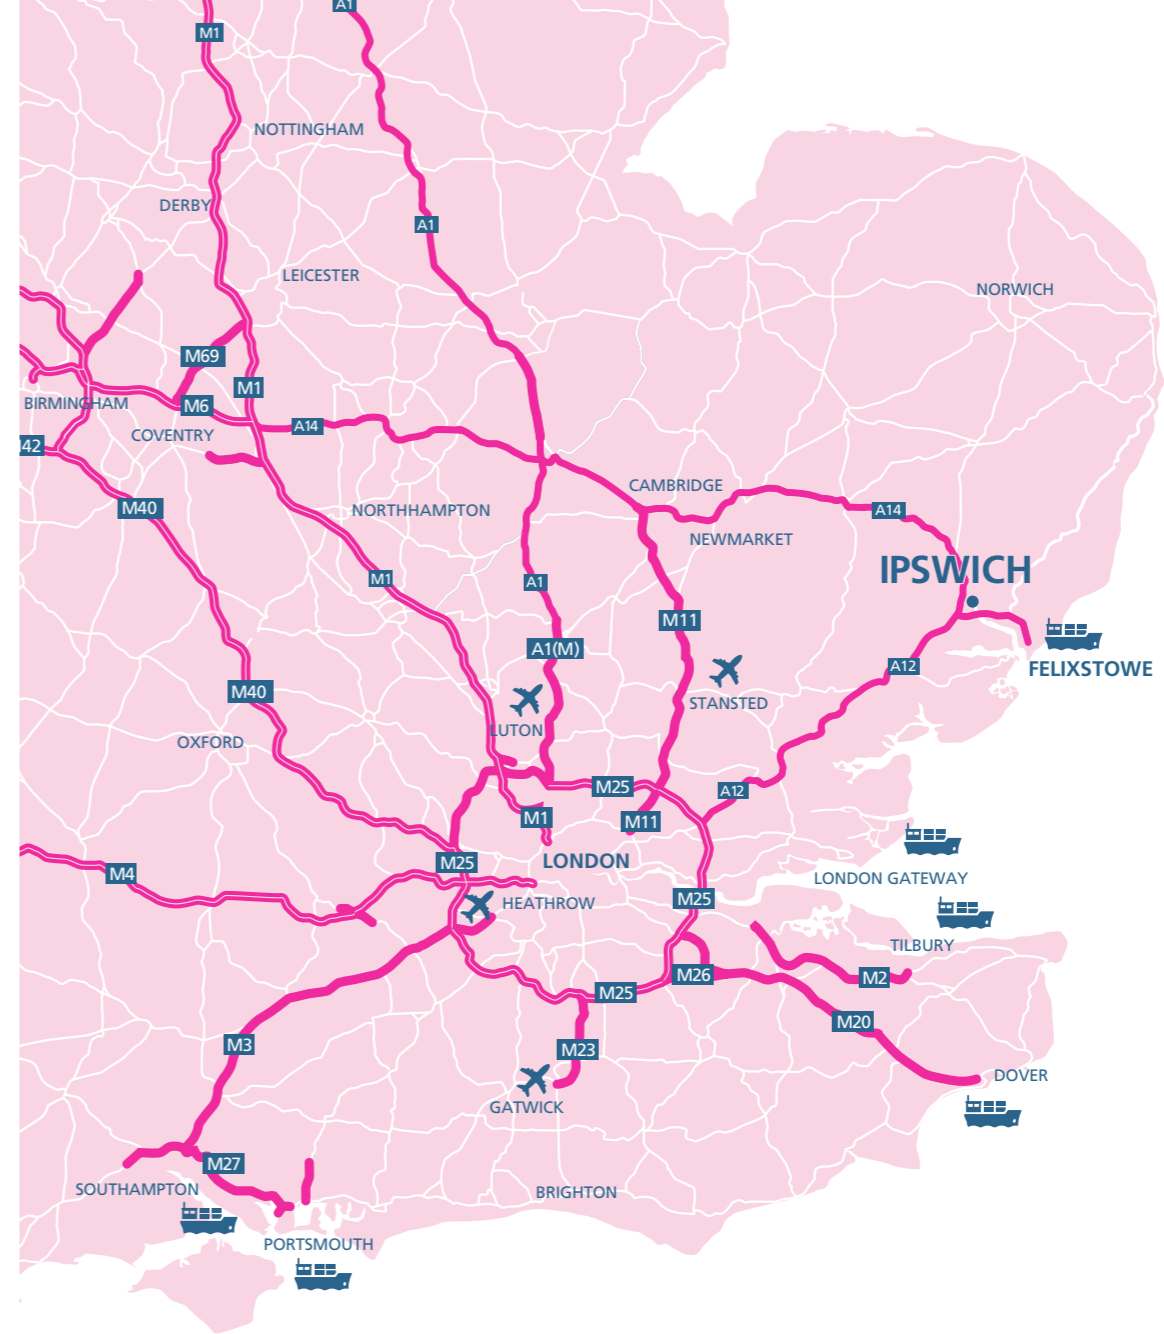 A1
M1
NOTTINGHAM
DERBY
A1
LEICESTER
NORWICH
M69
M1
BIRMINGHAM
M6
A14
COVENTRY
42
CAMBRIDGE
M40
NORTHHAMPTON
A14
NEWMARKET
IPSWICH
M1
A1
M11
A1(M)
A12
FELIXSTOWE
M40
STANSTED
LUTON
OXFORD
M25
A12
M1
M11
LONDON
M25
M4
LONDON GATEWAY
M25
HEATHROW
TILBURY
M26
M2
M25
M20
M3
M23
DOVER
GATWICK
M27
SOUTHAMPTON
BRIGHTON
PORTSMOUTH